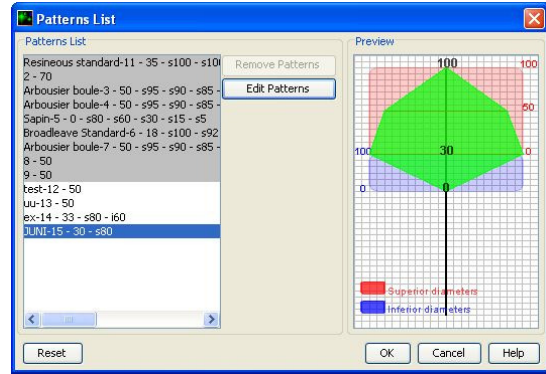 Patterns List
Patterns List
Resineous standard-11 - 35 - s100 - s10
2 - 70
Arbousier boule-3 - 50 - s95 - s90 - s85 -
Arbousier boule-4 - 50 - s95 - s90 - s85 -
Sapin-5 - 0 - s80 - s60 - s30 - s15 - s5
Broadleave Standard-6 - 18 - s100 - s92
Arbousier boule-7 - 50 - s95 - s90 - s85 -
8 - 50
9 - 50
test-12 - 50
uu-13 - 50
ex-14 - 33 - s80 - i60
JUNI-15 - 30 - s80
Remove Patterns
Edit Patterns
Preview
100
100
50
100
30
0
0
0
Superior diameters
Inferior diameters
Reset
OK
Cancel
Help